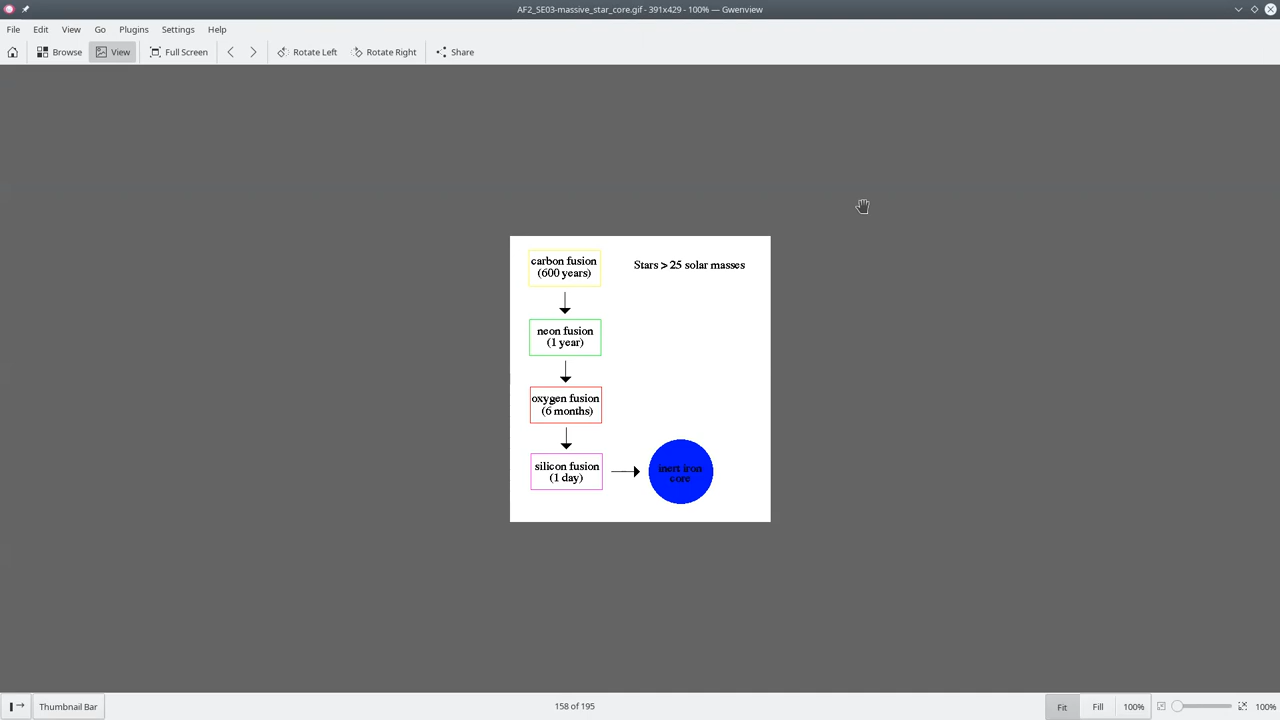 AF2_SE03-massive_star_core.gif - 391x429 - 100% — Gwenview
File Edit View Go Plugins Settings Help
Browse View Full Screen Rotate Left Rotate Right Share
carbon fusion
(600 years)
Stars > 25 solar masses
neon fusion
(1 year)
oxygen fusion
(6 months)
silicon fusion
(1 day)
inert iron
core
Thumbnail Bar 158 of 195 Fit Fill 100% 100%